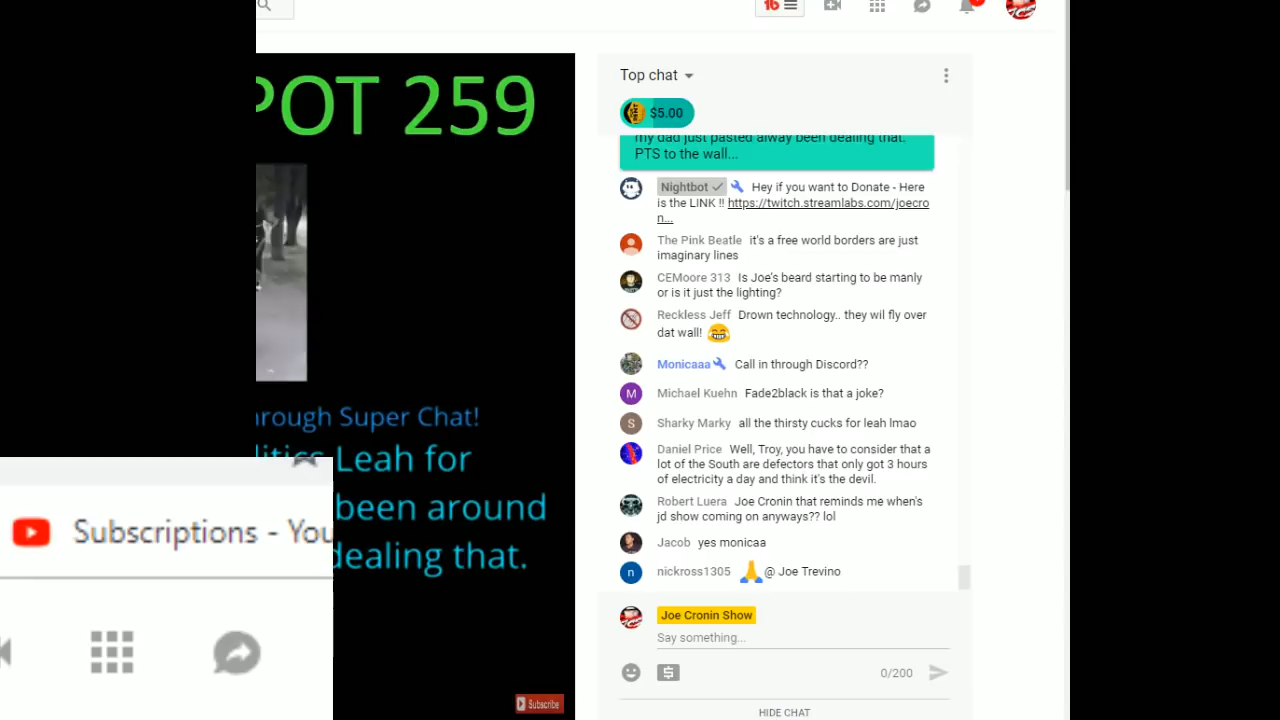 POT 259
Top chat
$5.00
my dad just pasted alway been dealing that.
PTS to the wall...
Nightbot Hey if you want to Donate - Here
is the LINK !! https://twitch.streamlabs.com/joecro
n...
The Pink Beatle it's a free world borders are just
imaginary lines
CEMoore 313 Is Joe's beard starting to be manly
or is it just the lighting?
Reckless Jeff Drown technology.. they wil fly over
dat wall! 😂
Monicaaa Call in through Discord??
M Michael Kuehn Fade2black is that a joke?
S Sharky Marky all the thirsty cucks for leah lmao
Daniel Price Well, Troy, you have to consider that a
lot of the South are defectors that only got 3 hours
of electricity a day and think it's the devil.
Robert Luera Joe Cronin that reminds me when's
jd show coming on anyways?? lol
Jacob yes monicaa
n nickross1305 🙏@ Joe Trevino
Joe Cronin Show
Say something...
0/200
HIDE CHAT
hrough Super Chat!
Leah for
been around
dealing that.
Subscribe
Subscriptions - You